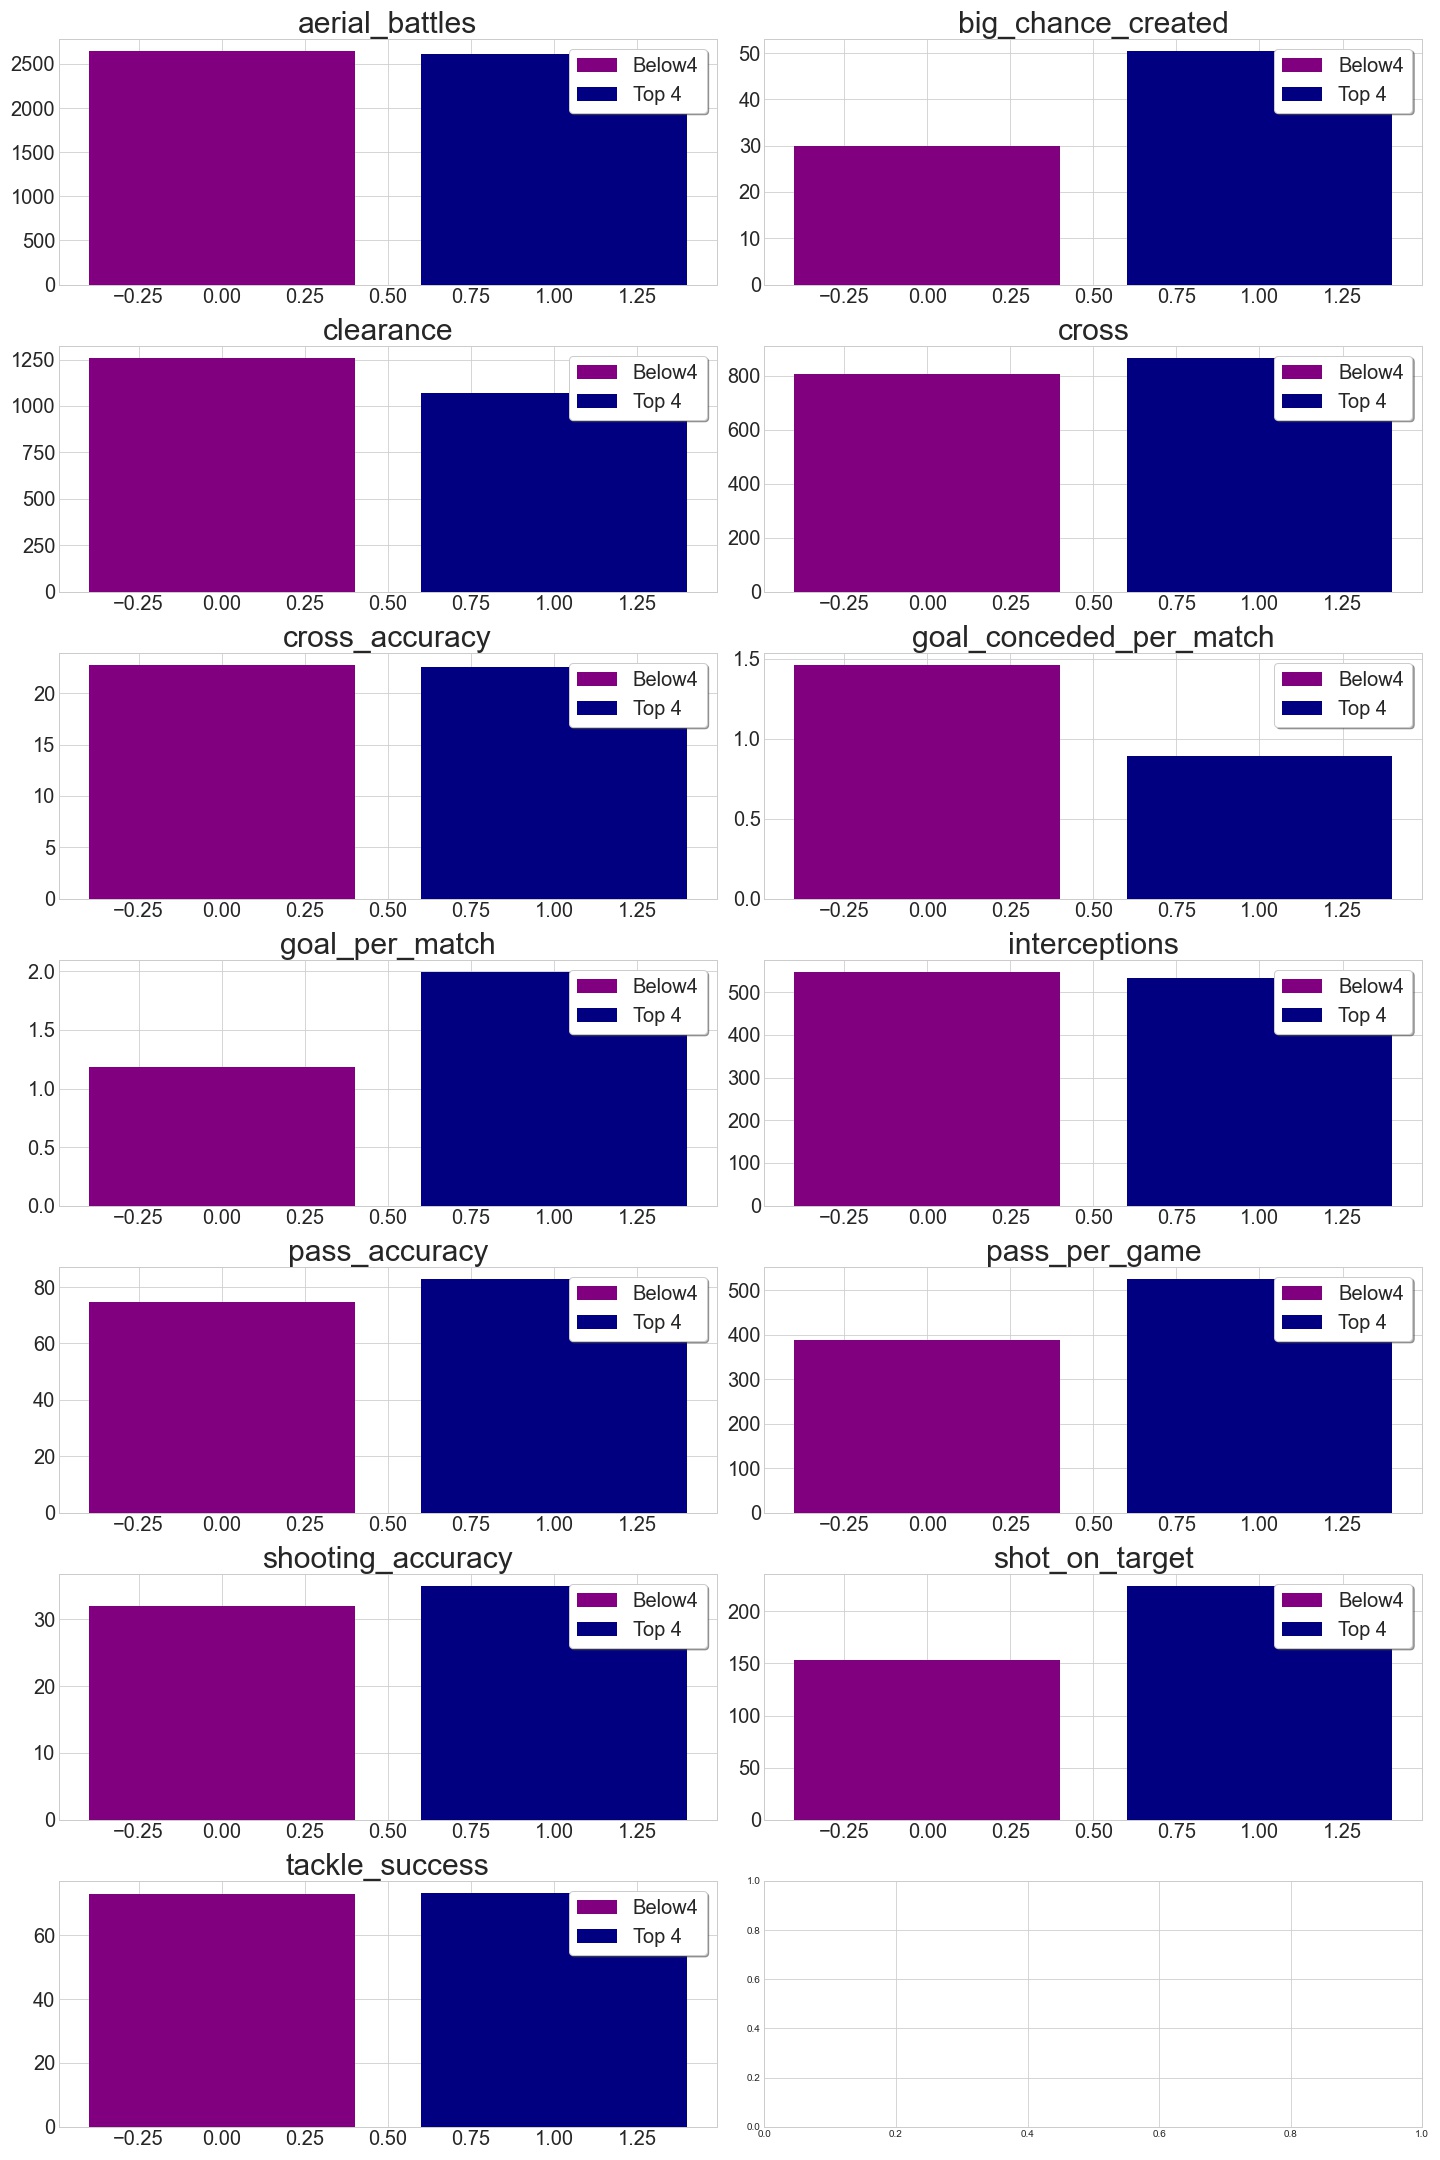 aerial_battles
2500
2000
1500
1000
500
0
−0.25 0.00 0.25 0.50 0.75 1.00 1.25
Below4
Top 4
big_chance_created
50
40
30
20
10
0
−0.25 0.00 0.25 0.50 0.75 1.00 1.25
Below4
Top 4
clearance
1250
1000
750
500
250
0
−0.25 0.00 0.25 0.50 0.75 1.00 1.25
Below4
Top 4
cross
800
600
400
200
0
−0.25 0.00 0.25 0.50 0.75 1.00 1.25
Below4
Top 4
cross_accuracy
20
15
10
5
0
−0.25 0.00 0.25 0.50 0.75 1.00 1.25
Below4
Top 4
goal_conceded_per_match
1.5
1.0
0.5
0.0
−0.25 0.00 0.25 0.50 0.75 1.00 1.25
Below4
Top 4
goal_per_match
2.0
1.5
1.0
0.5
0.0
−0.25 0.00 0.25 0.50 0.75 1.00 1.25
Below4
Top 4
interceptions
500
400
300
200
100
0
−0.25 0.00 0.25 0.50 0.75 1.00 1.25
Below4
Top 4
pass_accuracy
80
60
40
20
0
−0.25 0.00 0.25 0.50 0.75 1.00 1.25
Below4
Top 4
pass_per_game
500
400
300
200
100
0
−0.25 0.00 0.25 0.50 0.75 1.00 1.25
Below4
Top 4
shooting_accuracy
30
20
10
0
−0.25 0.00 0.25 0.50 0.75 1.00 1.25
Below4
Top 4
shot_on_target
200
150
100
50
0
−0.25 0.00 0.25 0.50 0.75 1.00 1.25
Below4
Top 4
tackle_success
60
40
20
0
−0.25 0.00 0.25 0.50 0.75 1.00 1.25
Below4
Top 4
1.0
0.8
0.6
0.4
0.2
0.0
0.0 0.2 0.4 0.6 0.8 1.0